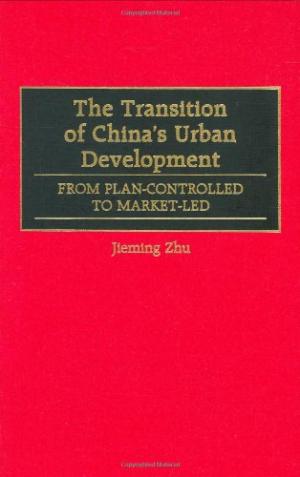 The Transition
of China's Urban
Development
FROM PLAN-CONTROLLED
TO MARKET-LED
Jieming Zhu